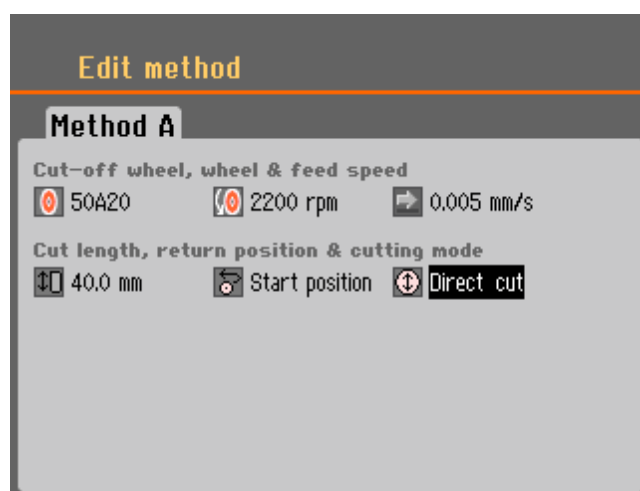 Edit method
Method A
Cut-off wheel, wheel & feed speed
50A20 2200 rpm 0.005 mm/s
Cut length, return position & cutting mode
40.0 mm Start position Direct cut